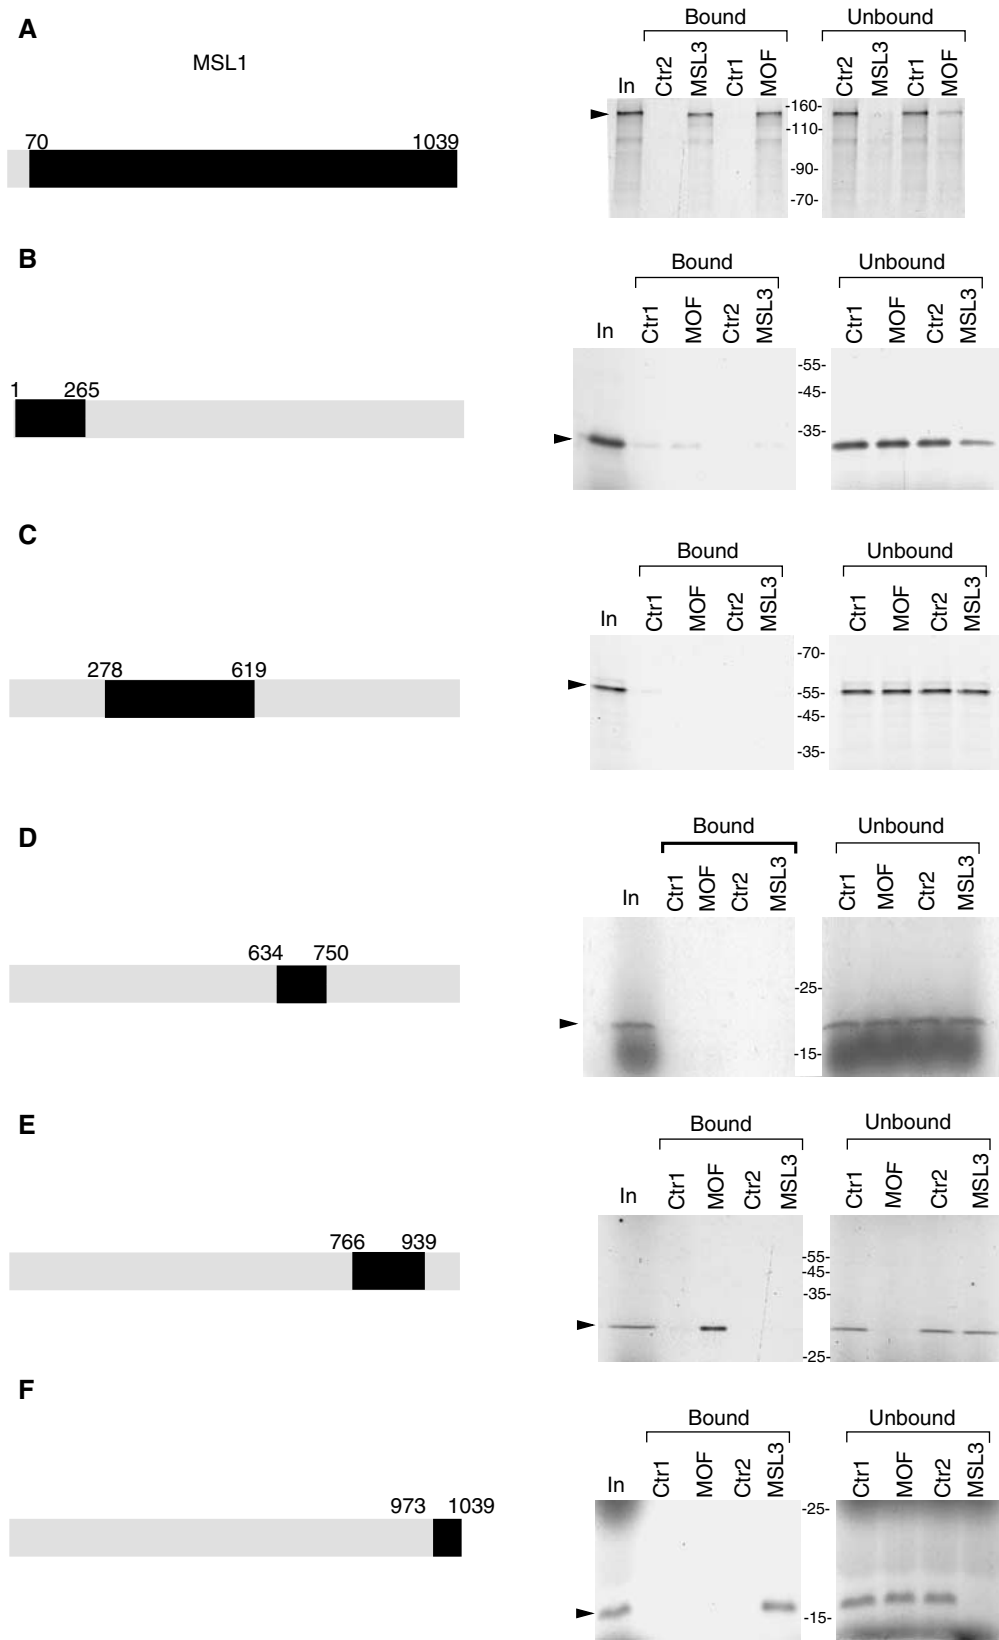 A
MSL1
70 1039
Bound Unbound
In Ctr2 MSL3 Ctr1 MOF Ctr2 MSL3 Ctr1 MOF
-160-
-110-
-90-
-70-
B
1 265
Bound Unbound
In Ctr1 MOF Ctr2 MSL3 Ctr1 MOF Ctr2 MSL3
-55-
-45-
-35-
C
278 619
Bound Unbound
In Ctr1 MOF Ctr2 MSL3 Ctr1 MOF Ctr2 MSL3
-70-
-55-
-45-
-35-
D
634 750
Bound Unbound
In Ctr1 MOF Ctr2 MSL3 Ctr1 MOF Ctr2 MSL3
-25-
-15-
E
766 939
Bound Unbound
In Ctr1 MOF Ctr2 MSL3 Ctr1 MOF Ctr2 MSL3
-55-
-45-
-35-
-25-
F
973 1039
Bound Unbound
In Ctr1 MOF Ctr2 MSL3 Ctr1 MOF Ctr2 MSL3
-25-
-15-